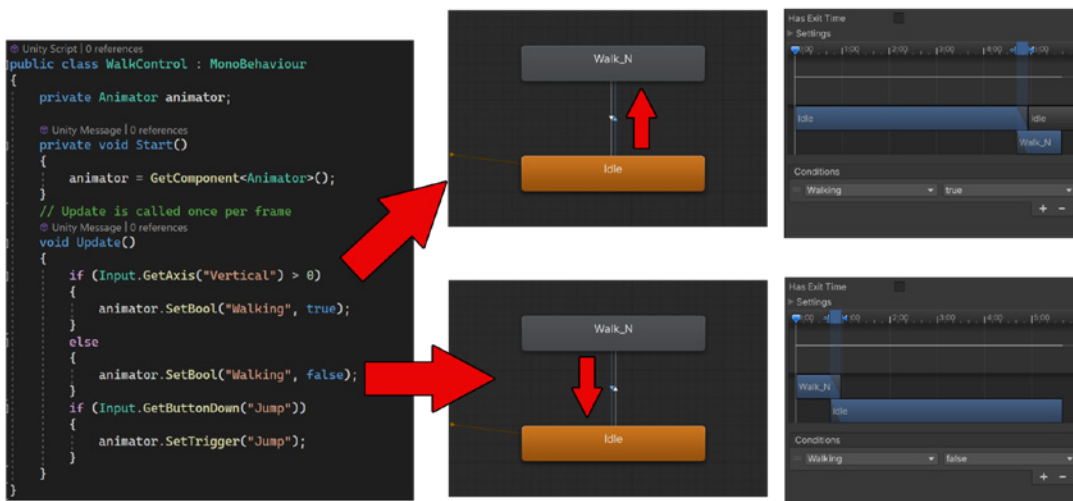 Unity Script | 0 references
public class WalkControl : MonoBehaviour
{
private Animator animator;
Unity Message | 0 references
private void Start()
{
animator = GetComponent<Animator>();
}
// Update is called once per frame
Unity Message | 0 references
void Update()
{
if (Input.GetAxis("Vertical") > 0)
{
animator.SetBool("Walking", true);
}
else
{
animator.SetBool("Walking", false);
}
if (Input.GetButtonDown("Jump"))
{
animator.SetTrigger("Jump");
}
}
}
Walk_N
Idle
Has Exit Time
Settings
Idle
Idle
Walk_N
Conditions
Walking true
+ -
Walk_N
Idle
Has Exit Time
Settings
Walk_N
Idle
Conditions
Walking false
+ -